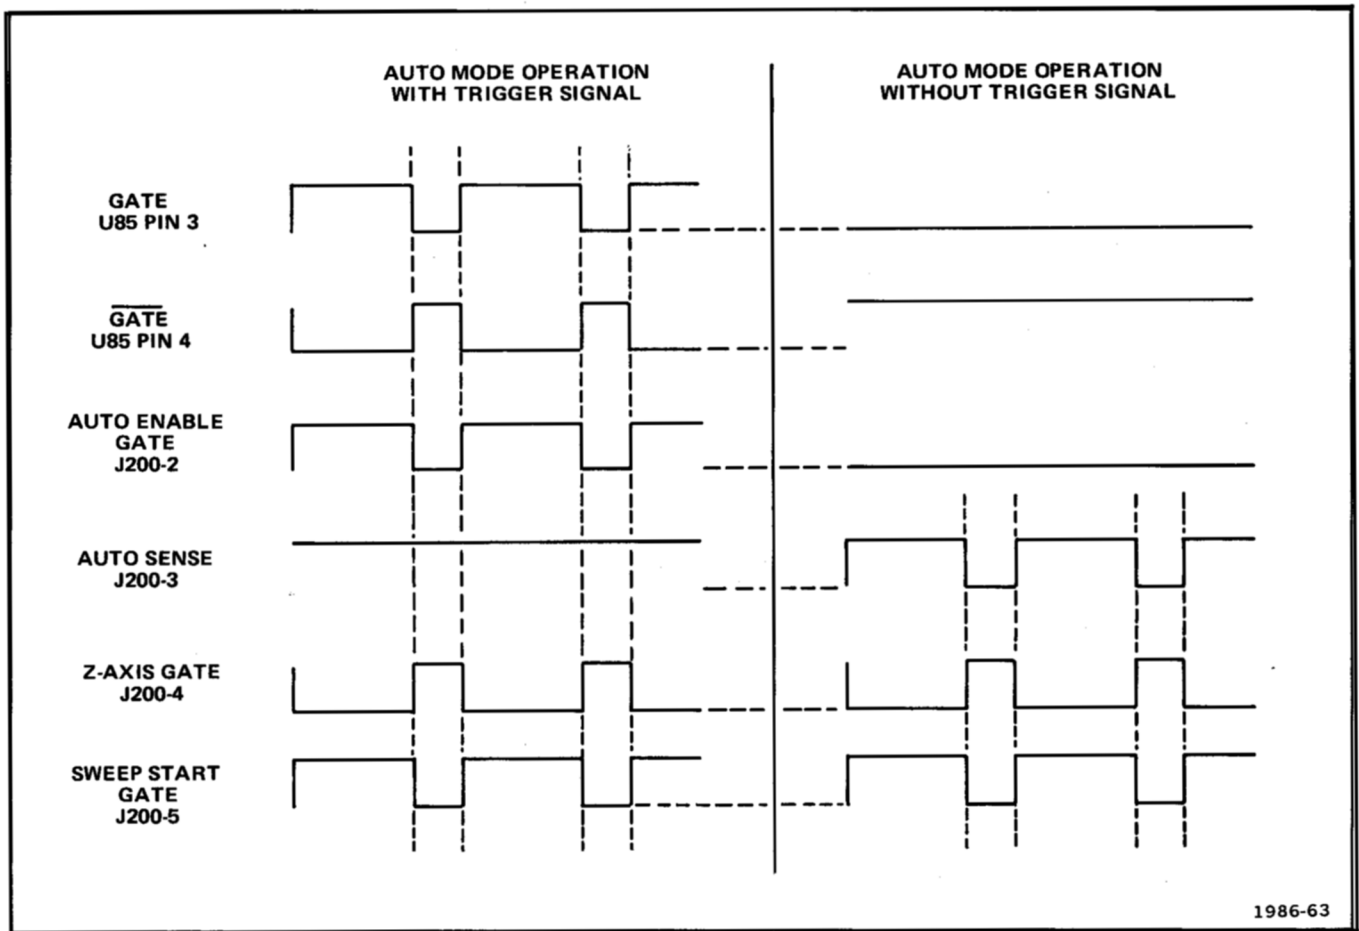 AUTO MODE OPERATION
WITH TRIGGER SIGNAL
AUTO MODE OPERATION
WITHOUT TRIGGER SIGNAL
GATE
U85 PIN 3
GATE
U85 PIN 4
AUTO ENABLE
GATE
J200-2
AUTO SENSE
J200-3
Z-AXIS GATE
J200-4
SWEEP START
GATE
J200-5
1986-63